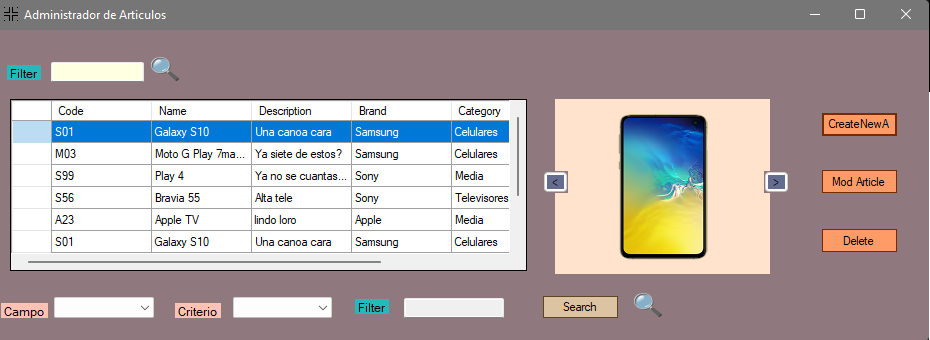 Administrador de Articulos
Filter
Code Name Description Brand Category
S01 Galaxy S10 Una canoa cara Samsung Celulares
M03 Moto G Play 7ma... Ya siete de estos? Samsung Celulares
S99 Play 4 Ya no se cuantas... Sony Media
S56 Bravia 55 Alta tele Sony Televisores
A23 Apple TV lindo loro Apple Media
S01 Galaxy S10 Una canoa cara Samsung Celulares
< >
CreateNewA
Mod Article
Delete
Campo Criterio Filter Search